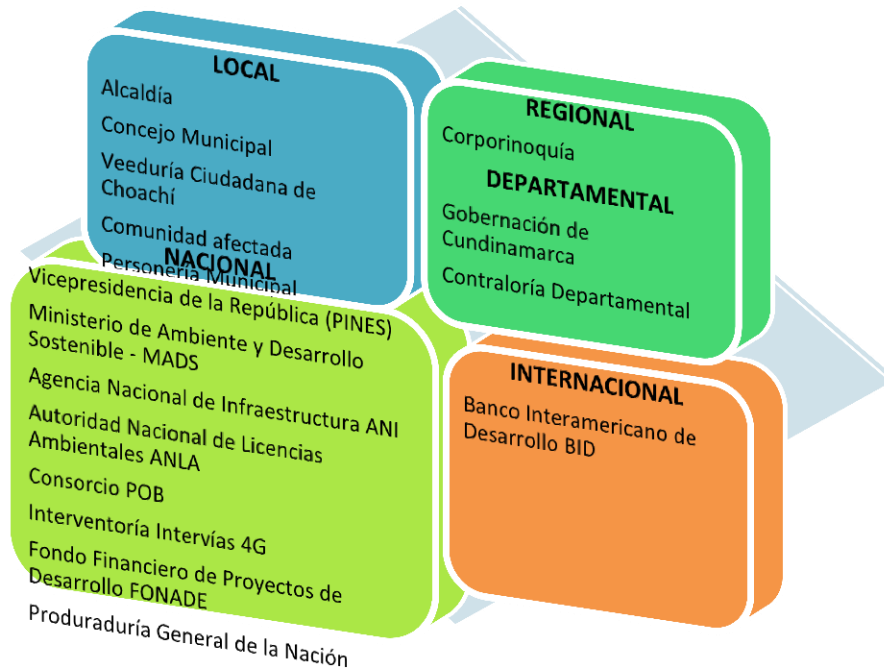 LOCAL
Alcaldía
Concejo Municipal
Veeduría Ciudadana de
Choachí
Comunidad afectada
Personería Municipal
REGIONAL
Corporinoquía
DEPARTAMENTAL
Gobernación de
Cundinamarca
Contraloría Departamental
NACIONAL
Vicepresidencia de la República (PINES)
Ministerio de Ambiente y Desarrollo
Sostenible - MADS
Agencia Nacional de Infraestructura ANI
Autoridad Nacional de Licencias
Ambientales ANLA
Consorcio POB
Interventoría Intervías 4G
Fondo Financiero de Proyectos de
Desarrollo FONADE
Produraduría General de la Nación
INTERNACIONAL
Banco Interamericano de
Desarrollo BID